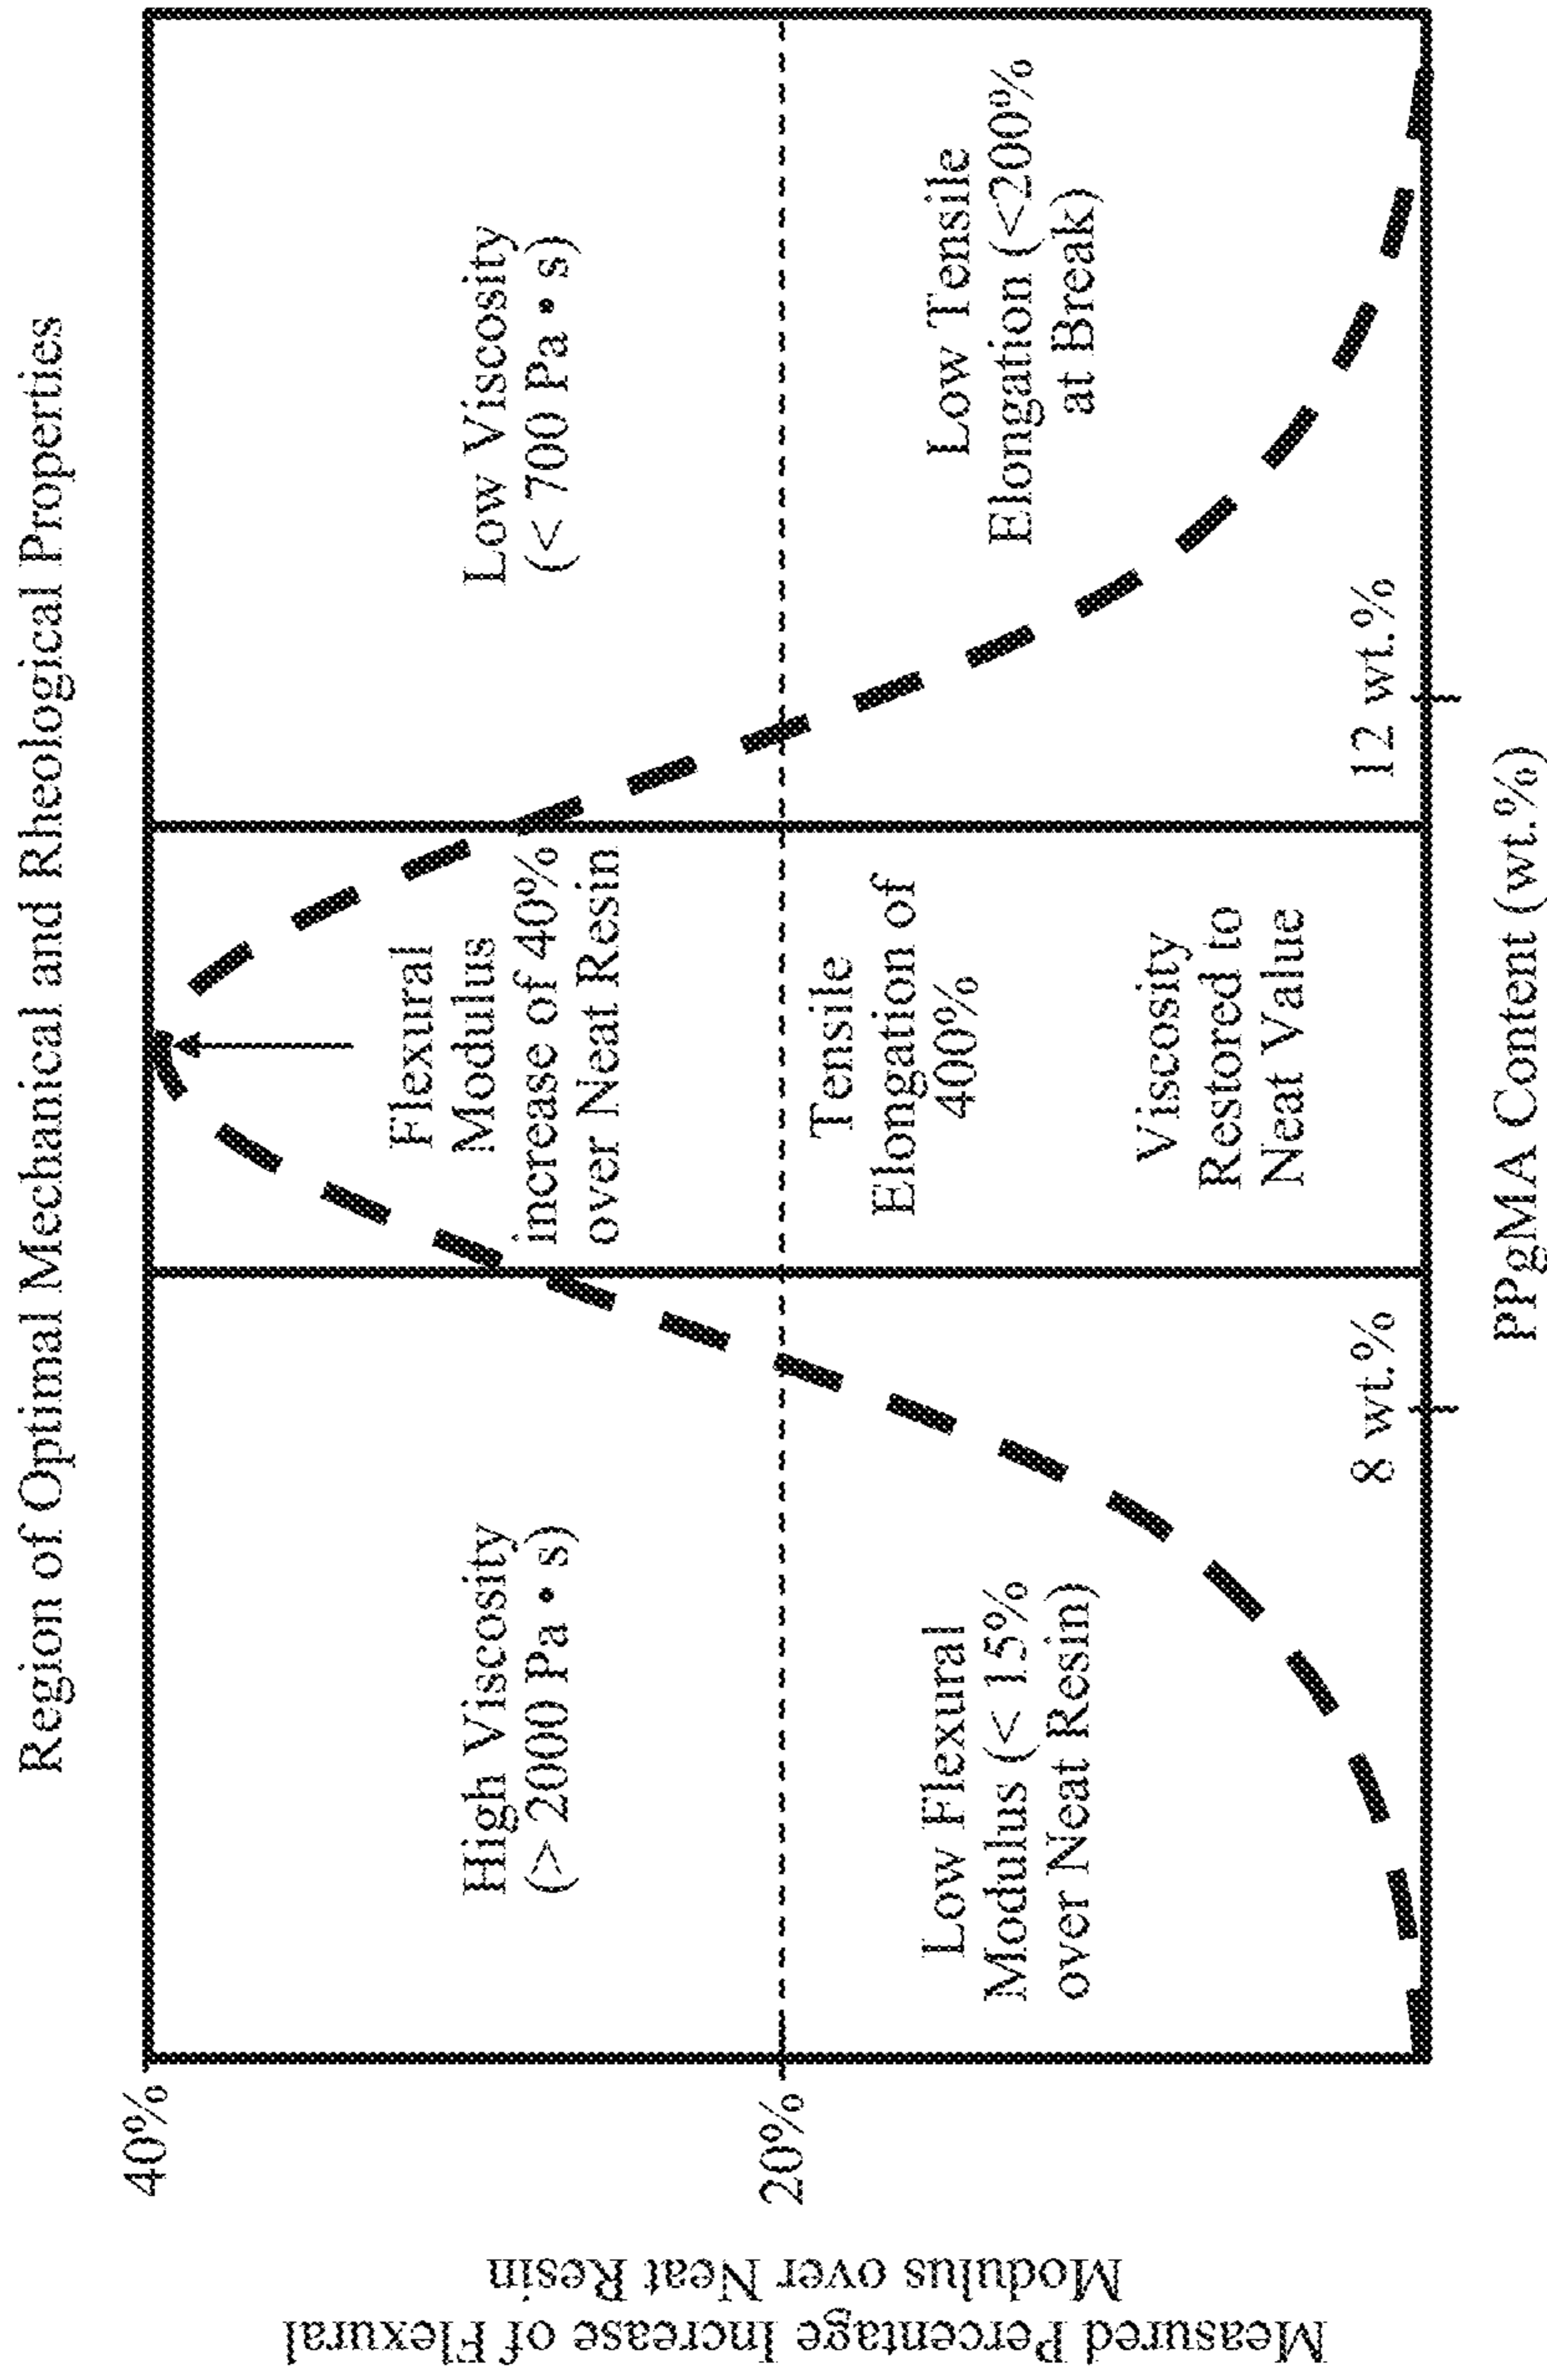 Region of Optimal Mechanical and Rheological Properties
Measured Percentage Increase of Flexural
Modulus over Neat Resin
40%
20%
High Viscosity
(> 2000 Pa • s)
Low Flexural
Modulus (< 15%
over Neat Resin)
Flexural
Modulus
increase of 40%
over Neat Resin
Tensile
Elongation of
400%
Viscosity
Restored to
Neat Value
Low Viscosity
(< 700 Pa • s)
Low Tensile
Elongation (<200%
at Break)
8 wt.%
12 wt.%
PPgMA Content (wt.%)